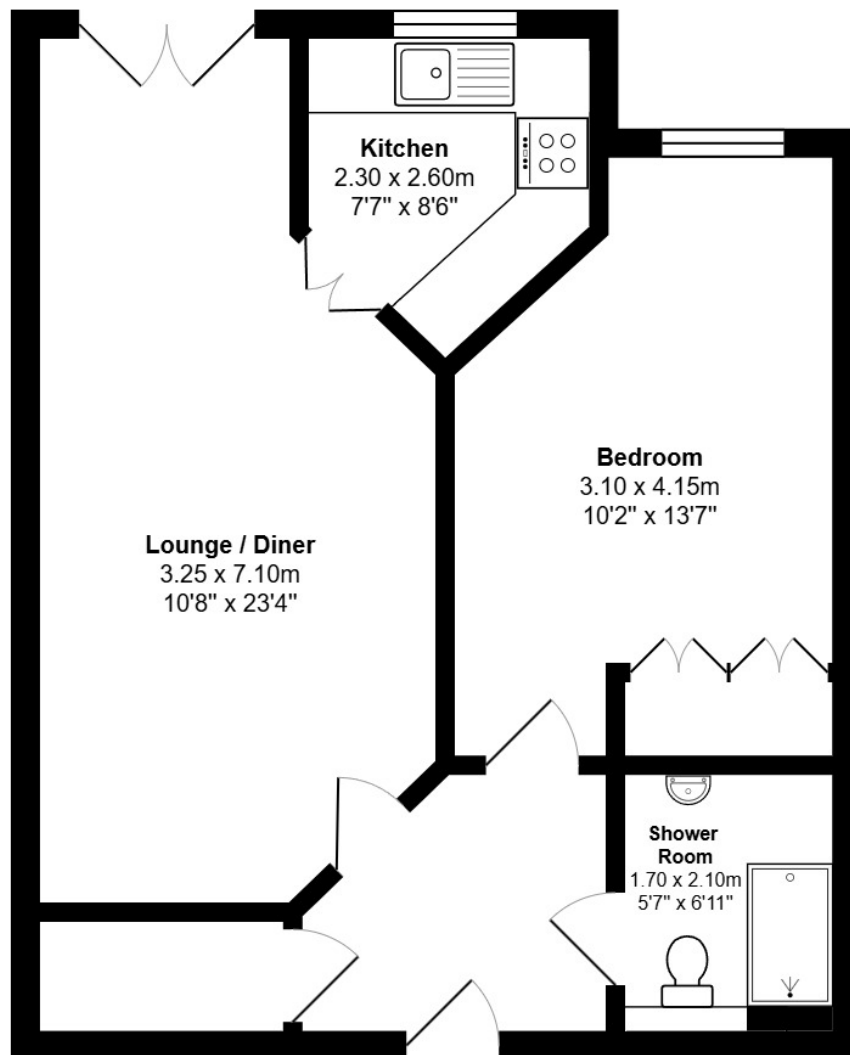 Kitchen
2.30 x 2.60m
7'7" x 8'6"
Bedroom
3.10 x 4.15m
10'2" x 13'7"
Lounge / Diner
3.25 x 7.10m
10'8" x 23'4"
Shower
Room
1.70 x 2.10m
5'7" x 6'11"